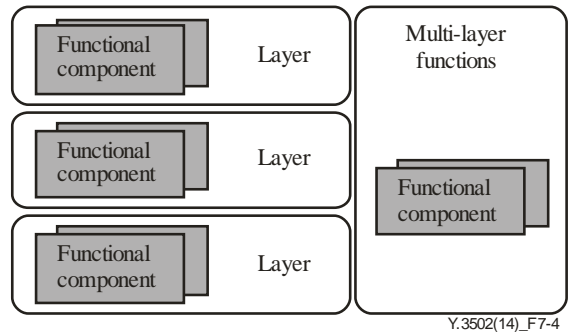 Functional
component
Layer
Functional
component
Layer
Functional
component
Layer
Multi-layer
functions
Functional
component
Y.3502(14)_F7-4